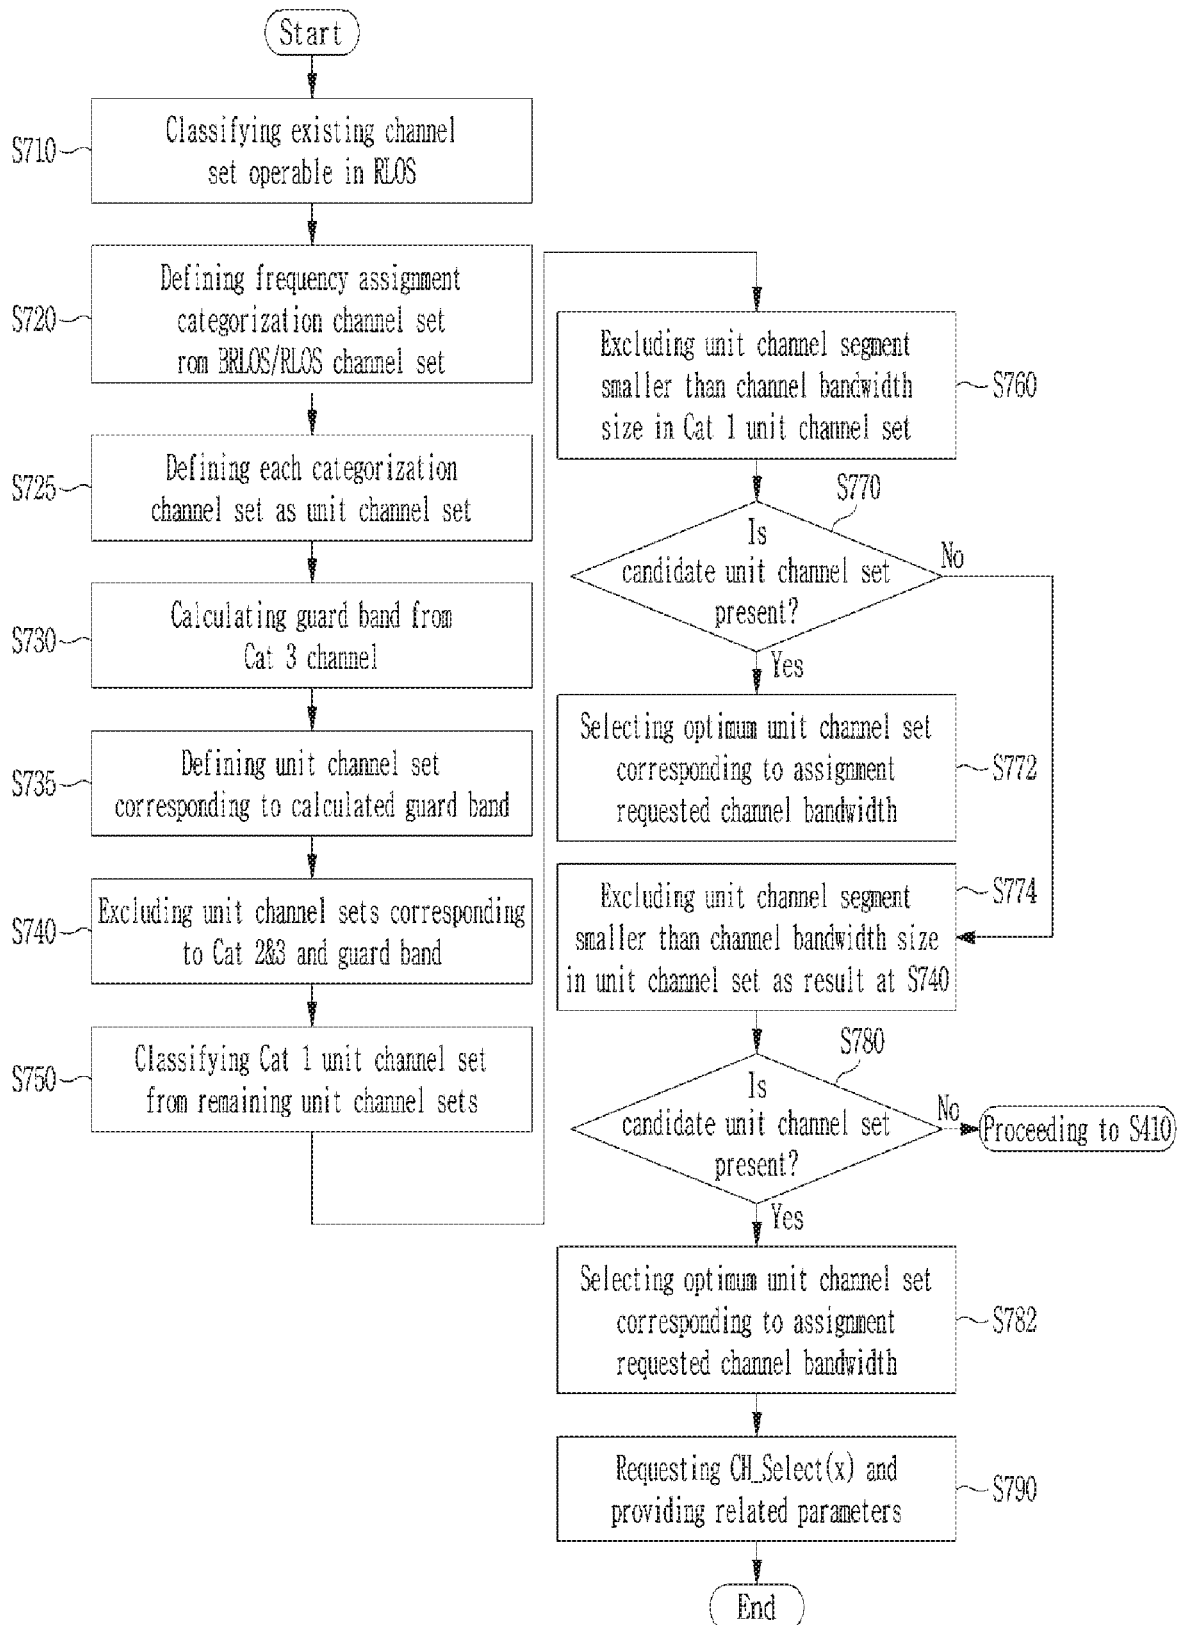 Start
S710
Classifying existing channel
set operable in RLOS
S720
Defining frequency assignment
categorization channel set
rom BRLOS/RLOS channel set
S725
Defining each categorization
channel set as unit channel set
S730
Calculating guard band from
Cat 3 channel
S735
Defining unit channel set
corresponding to calculated guard band
S740
Excluding unit channel sets corresponding
to Cat 2&3 and guard band
S750
Classifying Cat 1 unit channel set
from remaining unit channel sets
Excluding unit channel segment
smaller than channel bandwidth
size in Cat 1 unit channel set
S760
S770
Is
candidate unit channel set
present?
No
Yes
Selecting optimum unit channel set
corresponding to assignment
requested channel bandwidth
S772
Excluding unit channel segment
smaller than channel bandwidth size
in unit channel set as result at S740
S774
S780
Is
candidate unit channel set
present?
No
Proceeding to S410
Yes
Selecting optimum unit channel set
corresponding to assignment
requested channel bandwidth
S782
Requesting CH_Select(x) and
providing related parameters
S790
End